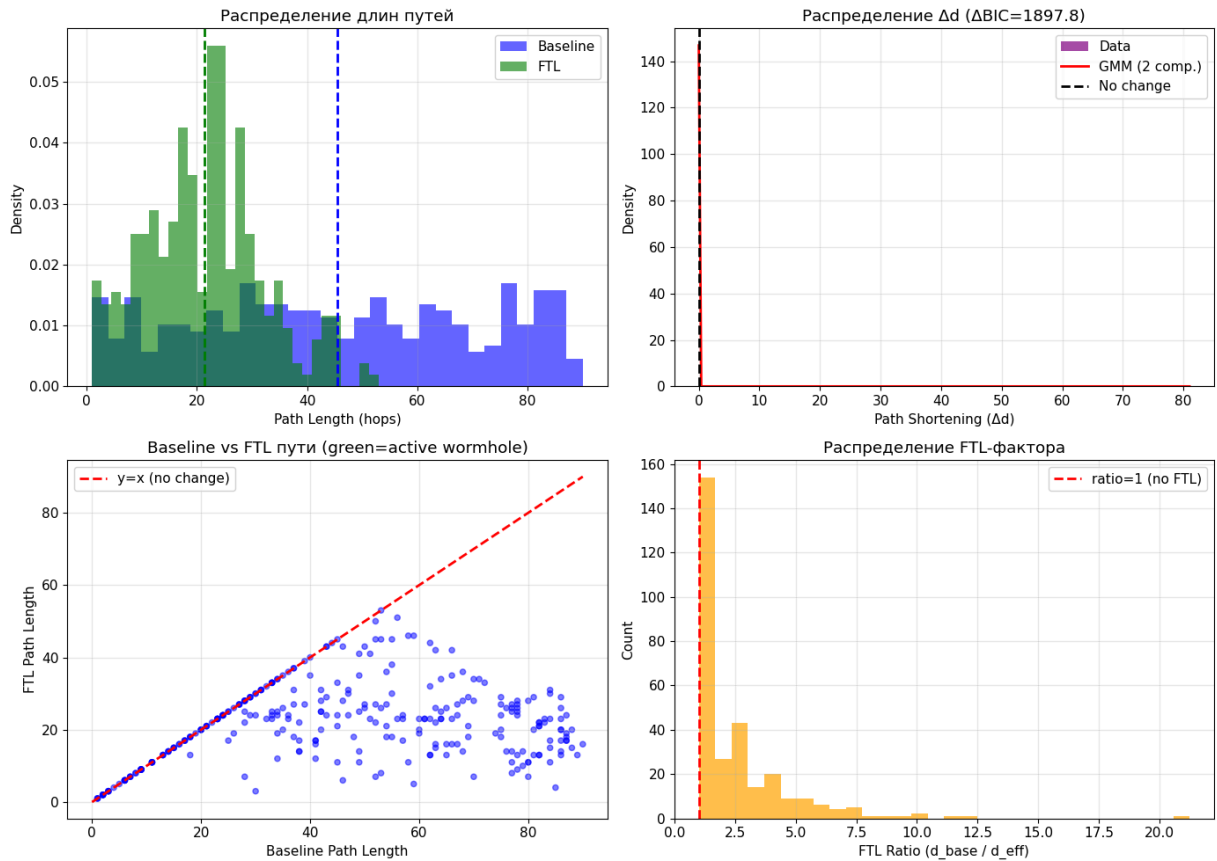 Распределение длин путей
Baseline
FTL
0.05
0.04
0.03
0.02
0.01
0.00
Density
0 20 40 60 80
Path Length (hops)
Распределение Δd (ΔBIC=1897.8)
Data
GMM (2 comp.)
No change
140
120
100
80
60
40
20
0
Density
0 10 20 30 40 50 60 70 80
Path Shortening (Δd)
Baseline vs FTL пути (green=active wormhole)
y=x (no change)
80
60
40
20
0
FTL Path Length
0 20 40 60 80
Baseline Path Length
Распределение FTL-фактора
ratio=1 (no FTL)
160
140
120
100
80
60
40
20
0
Count
0.0 2.5 5.0 7.5 10.0 12.5 15.0 17.5 20.0
FTL Ratio (d_base / d_eff)